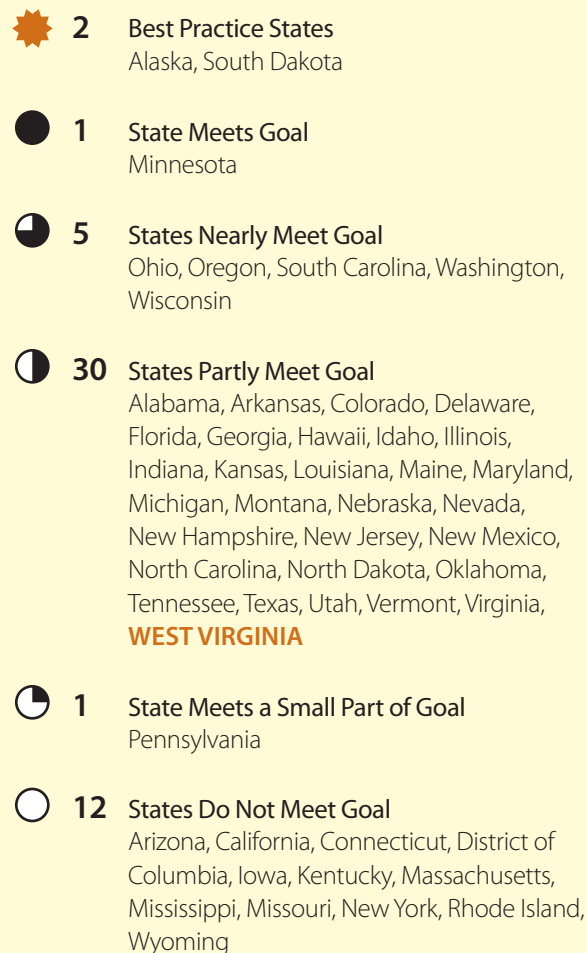 2 Best Practice States
Alaska, South Dakota
1 State Meets Goal
Minnesota
5 States Nearly Meet Goal
Ohio, Oregon, South Carolina, Washington,
Wisconsin
30 States Partly Meet Goal
Alabama, Arkansas, Colorado, Delaware,
Florida, Georgia, Hawaii, Idaho, Illinois,
Indiana, Kansas, Louisiana, Maine, Maryland,
Michigan, Montana, Nebraska, Nevada,
New Hampshire, New Jersey, New Mexico,
North Carolina, North Dakota, Oklahoma,
Tennessee, Texas, Utah, Vermont, Virginia,
WEST VIRGINIA
1 State Meets a Small Part of Goal
Pennsylvania
12 States Do Not Meet Goal
Arizona, California, Connecticut, District of
Columbia, Iowa, Kentucky, Massachusetts,
Mississippi, Missouri, New York, Rhode Island,
Wyoming